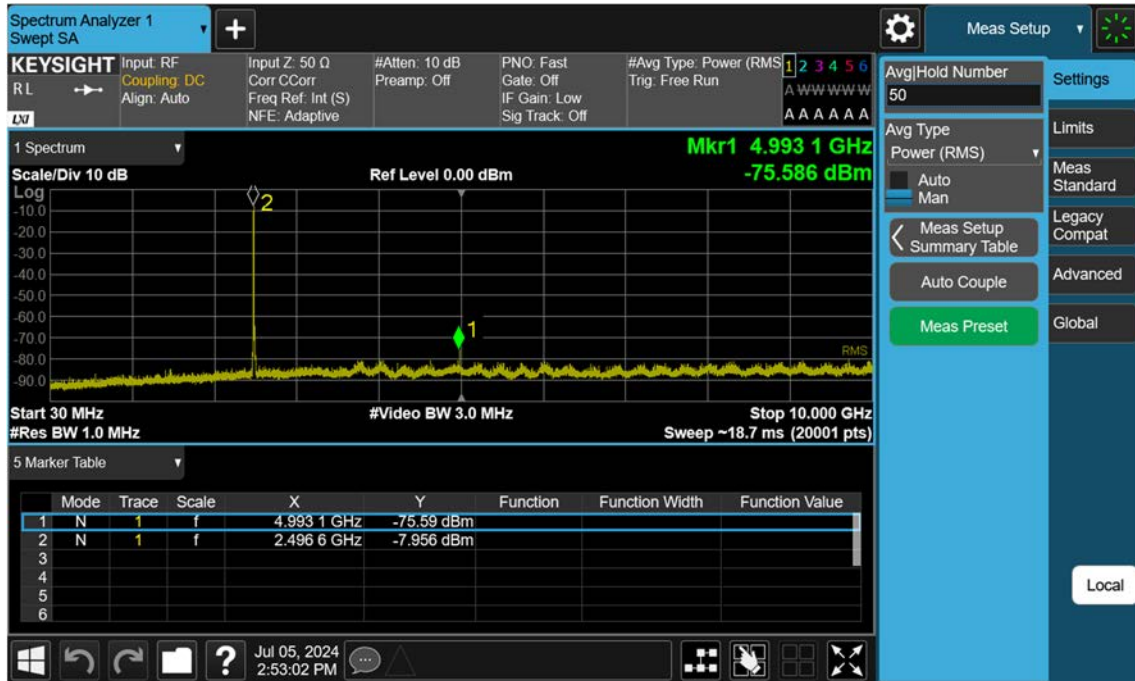 Spectrum Analyzer 1
Swept SA
Meas Setup
KEYSIGHT
RL
LXI
Input: RF
Coupling: DC
Align: Auto
Input Z: 50 Ω
Corr CCorr
Freq Ref: Int (S)
NFE: Adaptive
#Atten: 10 dB
Preamp: Off
PNO: Fast
Gate: Off
IF Gain: Low
Sig Track: Off
#Avg Type: Power (RMS
Trig: Free Run
1 2 3 4 5 6
A W W W W W
A A A A A A
1 Spectrum
Scale/Div 10 dB
Ref Level 0.00 dBm
Mkr1 4.993 1 GHz
-75.586 dBm
Log
-10.0
-20.0
-30.0
-40.0
-50.0
-60.0
-70.0
-80.0
-90.0
2
1
RMS
Start 30 MHz
#Video BW 3.0 MHz
Stop 10.000 GHz
#Res BW 1.0 MHz
Sweep ~18.7 ms (20001 pts)
5 Marker Table
Mode Trace Scale X Y Function Function Width Function Value
1 N 1 f 4.993 1 GHz -75.59 dBm
2 N 1 f 2.496 6 GHz -7.956 dBm
3
4
5
6
Avg|Hold Number
50
Avg Type
Power (RMS)
Auto
Man
Meas Setup
Summary Table
Auto Couple
Meas Preset
Settings
Limits
Meas
Standard
Legacy
Compat
Advanced
Global
Local
?
Jul 05, 2024
2:53:02 PM